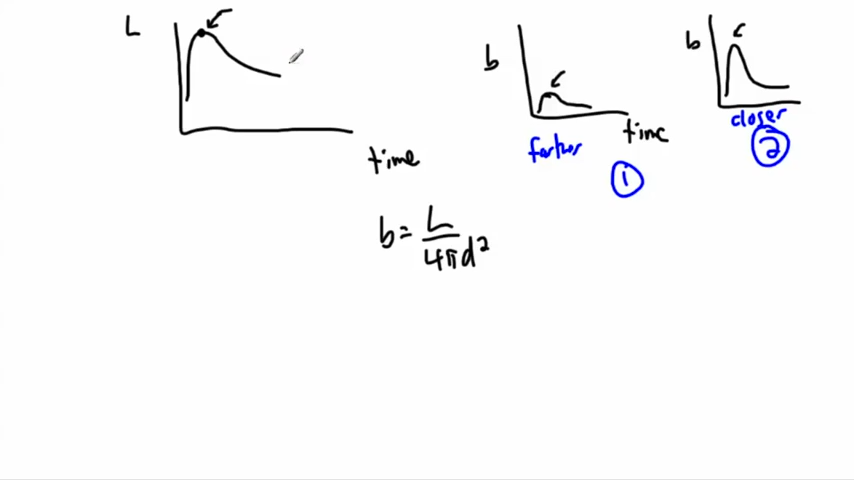 L
time
b
time
farther
①
b
closer
②
b = L / 4πd²